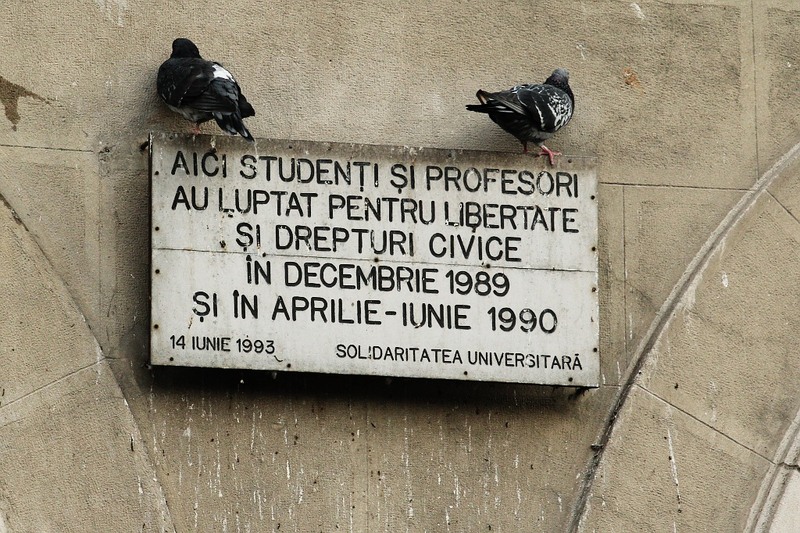 AICI STUDENȚI ȘI PROFESORI
AU LUPTAT PENTRU LIBERTATE
ȘI DREPTURI CIVICE
ÎN DECEMBRIE 1989
ȘI ÎN APRILIE-IUNIE 1990
14 IUNIE 1993 SOLIDARITATEA UNIVERSITARĂ